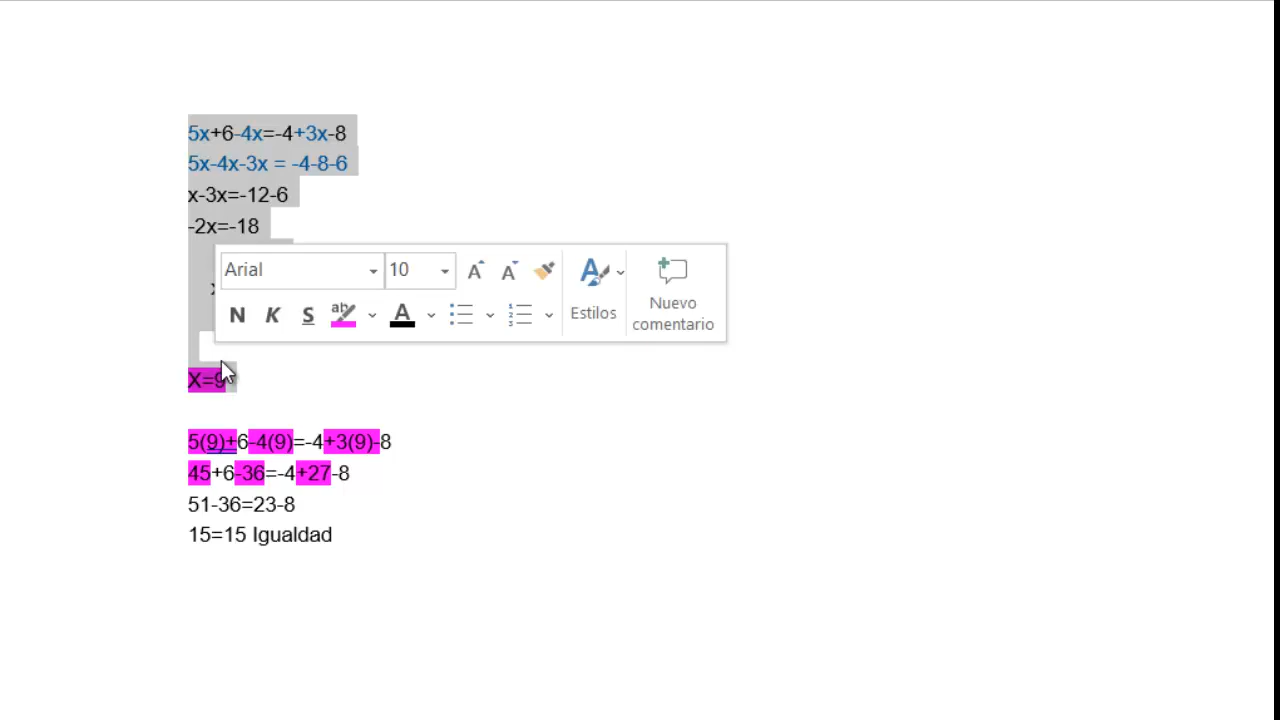 5x+6-4x=-4+3x-8
5x-4x-3x = -4-8-6
x-3x=-12-6
-2x=-18
Arial 10
N K S ab A
Estilos
Nuevo
comentario
X=9
5(9)+6-4(9)=-4+3(9)-8
45+6-36=-4+27-8
51-36=23-8
15=15 Igualdad